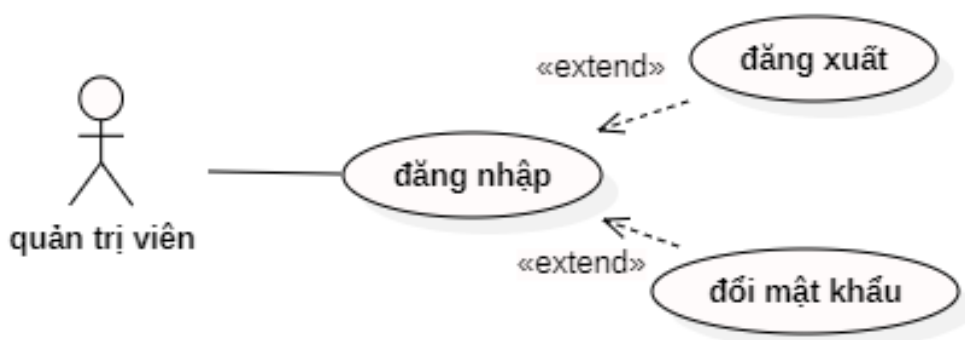 đăng xuất
«extend»
đăng nhập
quản trị viên
«extend»
đổi mật khẩu